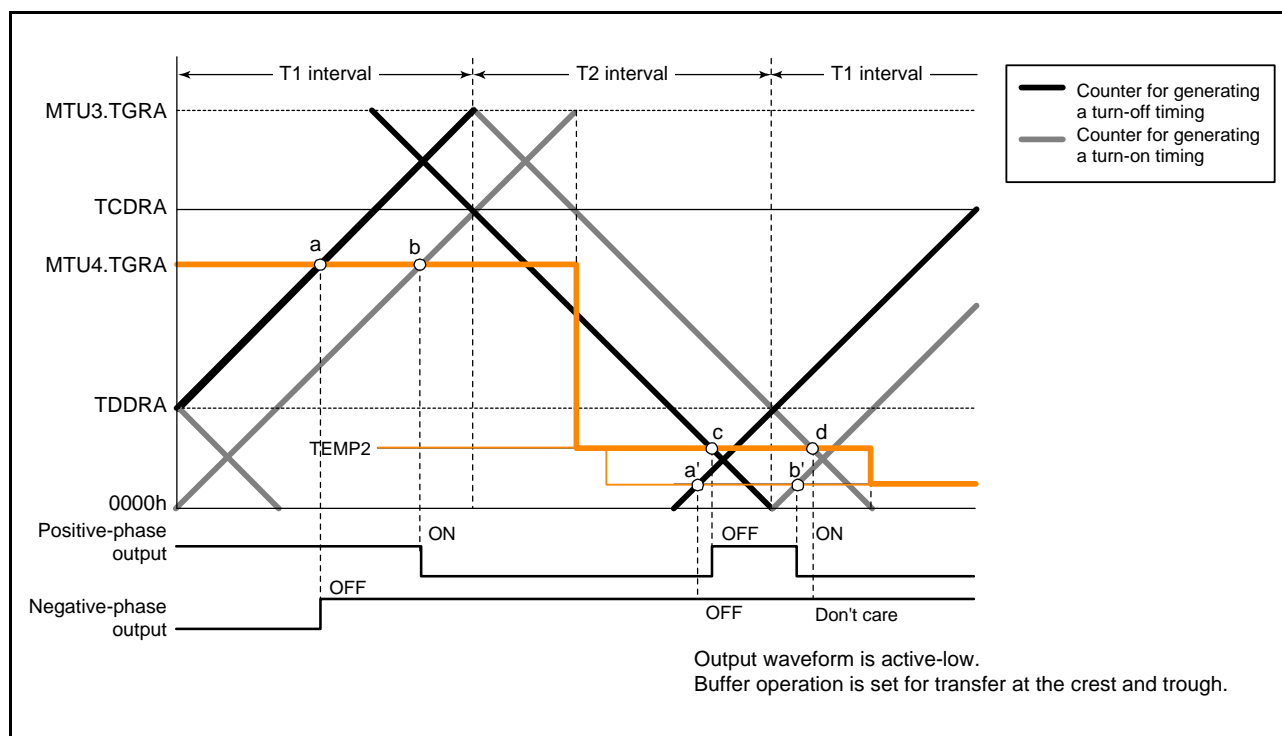 T1 interval
T2 interval
T1 interval
Counter for generating
a turn-off timing
Counter for generating
a turn-on timing
MTU3.TGRA
TCDRA
MTU4.TGRA
a
b
TDDRA
TEMP2
c
d
a'
b'
0000h
Positive-phase
output
ON
OFF
ON
Negative-phase
output
OFF
OFF
Don't care
Output waveform is active-low.
Buffer operation is set for transfer at the crest and trough.